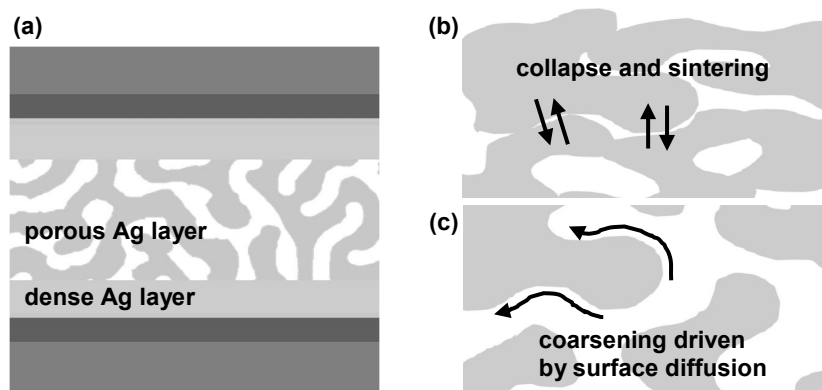 (a)
porous Ag layer
dense Ag layer
(b)
collapse and sintering
(c)
coarsening driven
by surface diffusion